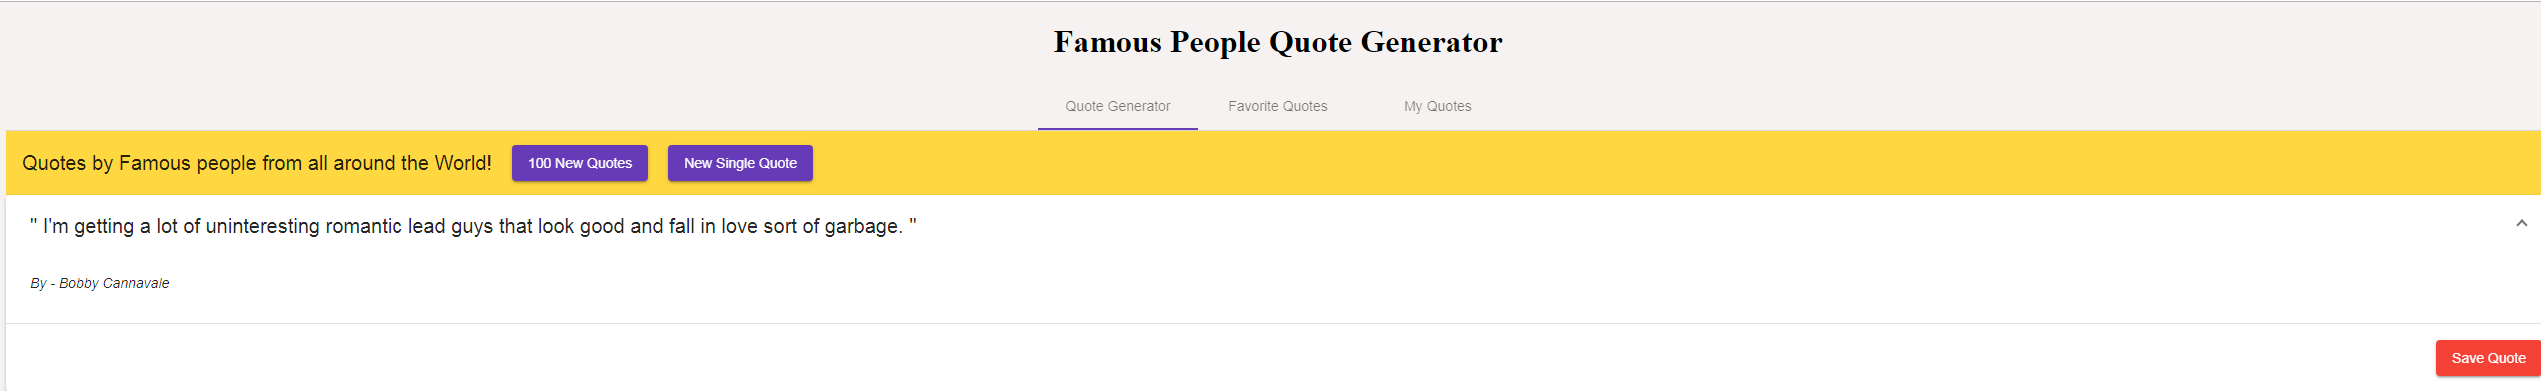 Famous People Quote Generator
Quote Generator Favorite Quotes My Quotes
Quotes by Famous people from all around the World! 100 New Quotes New Single Quote
" I'm getting a lot of uninteresting romantic lead guys that look good and fall in love sort of garbage. "
By - Bobby Cannavale
Save Quote